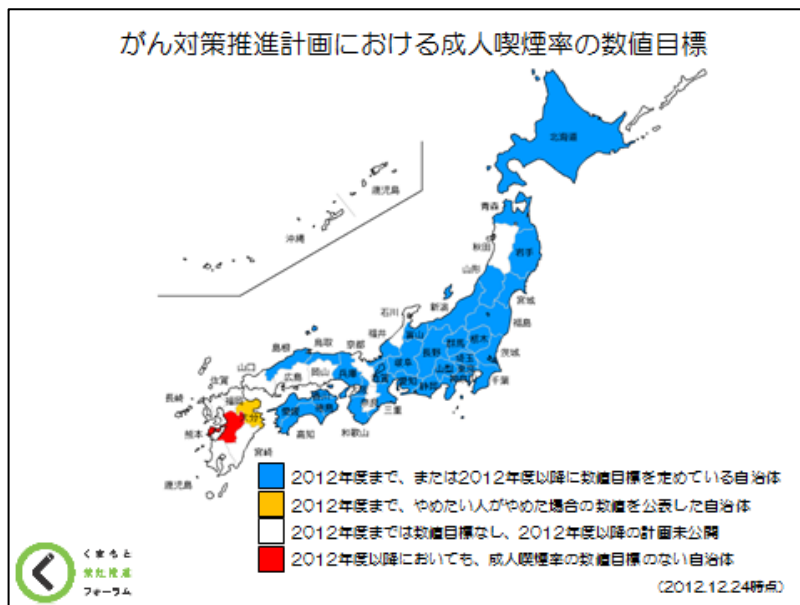 がん対策推進計画における成人喫煙率の数値目標
北海道
鹿児島
沖縄
青森
秋田
岩手
山形
宮城
石川
新潟
福島
福井
富山
群馬
栃木
島根
鳥取
京都
長野
茨城
岐阜
埼玉
山口
広島
岡山
兵庫
滋賀
愛知
静岡
山梨
東京
千葉
佐賀
神奈川
長崎
福岡
大分
愛媛
香川
徳島
奈良
三重
熊本
高知
和歌山
宮崎
鹿児島
2012年度まで、または2012年度以降に数値目標を定めている自治体
2012年度まで、やめたい人がやめた場合の数値を公表した自治体
2012年度までは数値目標なし、2012年度以降の計画未公開
2012年度以降においても、成人喫煙率の数値目標のない自治体
くまもと
禁煙推進
フォーラム
(2012.12.24時点)